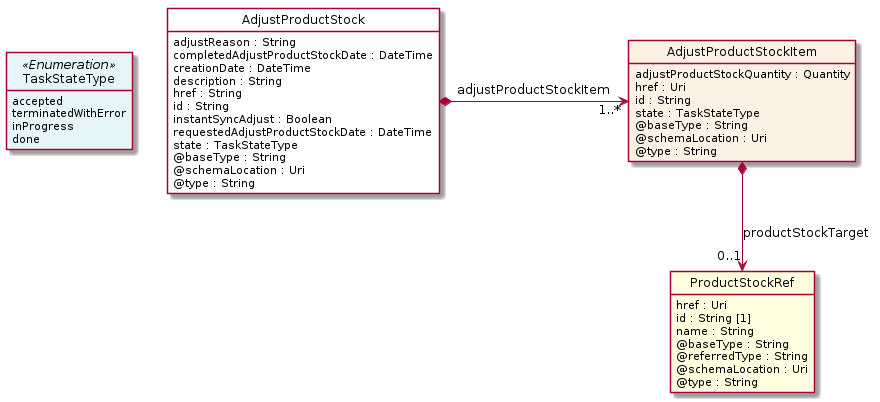 «Enumeration»
TaskStateType
accepted
terminatedWithError
inProgress
done
AdjustProductStock
adjustReason : String
completedAdjustProductStockDate : DateTime
creationDate : DateTime
description : String
href : String
id : String
instantSyncAdjust : Boolean
requestedAdjustProductStockDate : DateTime
state : TaskStateType
@baseType : String
@schemaLocation : Uri
@type : String
adjustProductStockItem
1..*
AdjustProductStockItem
adjustProductStockQuantity : Quantity
href : Uri
id : String
state : TaskStateType
@baseType : String
@schemaLocation : Uri
@type : String
productStockTarget
0..1
ProductStockRef
href : Uri
id : String [1]
name : String
@baseType : String
@referredType : String
@schemaLocation : Uri
@type : String